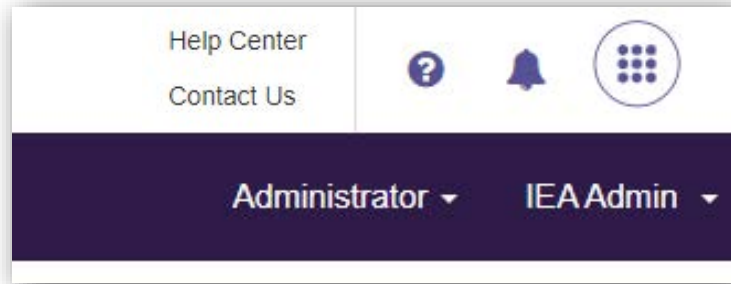 Help Center
Contact Us
?
Administrator
IEA Admin